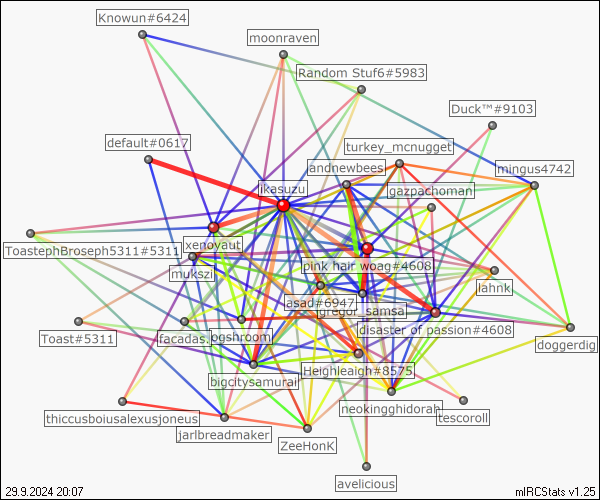 Knowun#6424
moonraven
Random Stuf6#5983
Duck™#9103
default#0617
turkey_mcnugget
andnewbees
mingus4742
ikasuzu
gazpachoman
ToastephBroseph5311#5311
xenoyaut
mukszi
pink hair woag#4608
lahnk
asad#6947
gregor_samsa
Toast#5311
facadas.
pgshroom
disaster of passion#4608
doggerdig
bigcitysamurai
Heighleaigh#8575
thiccusboiusalexusjoneus
neokingghidorah
tescoroll
jarlbreadmaker
ZeeHonK
avelicious
29.9.2024 20:07
mIRCStats v1.25